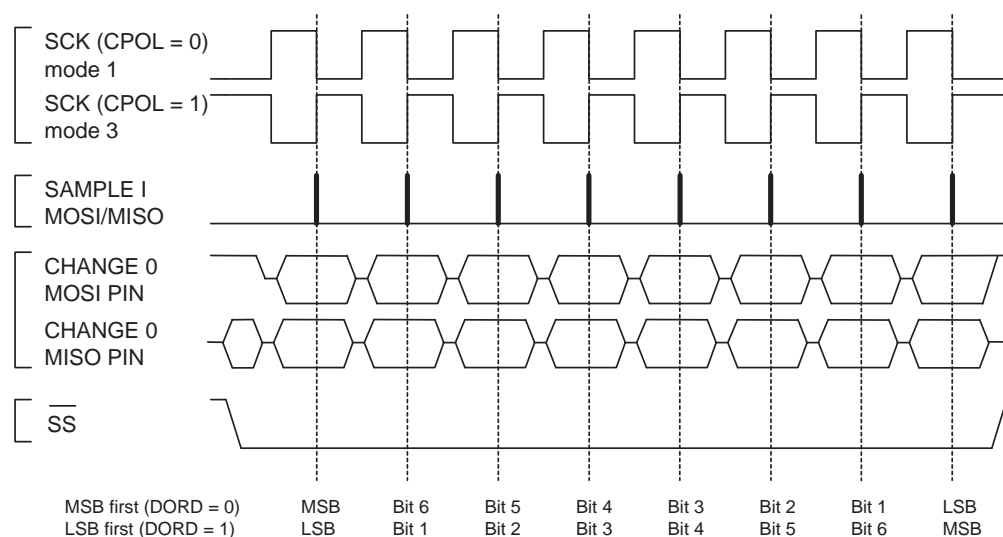 SCK (CPOL = 0)
mode 1
SCK (CPOL = 1)
mode 3
SAMPLE I
MOSI/MISO
CHANGE 0
MOSI PIN
CHANGE 0
MISO PIN
SS
MSB first (DORD = 0) MSB Bit 6 Bit 5 Bit 4 Bit 3 Bit 2 Bit 1 LSB
LSB first (DORD = 1) LSB Bit 1 Bit 2 Bit 3 Bit 4 Bit 5 Bit 6 MSB